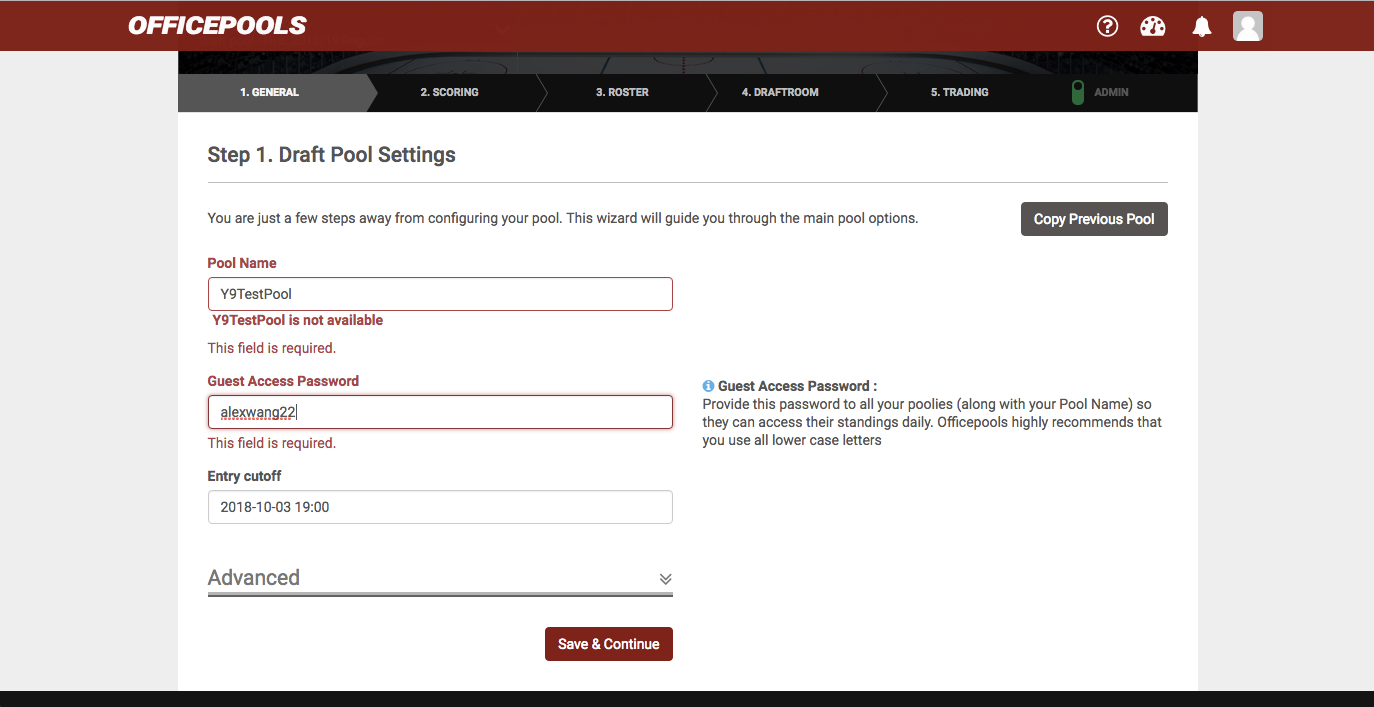 OFFICEPOOLS
1. GENERAL
2. SCORING
3. ROSTER
4. DRAFTROOM
5. TRADING
ADMIN
Step 1. Draft Pool Settings
You are just a few steps away from configuring your pool. This wizard will guide you through the main pool options.
Copy Previous Pool
Pool Name
Y9TestPool
Y9TestPool is not available
This field is required.
Guest Access Password
alexwang22
This field is required.
Guest Access Password :
Provide this password to all your poolies (along with your Pool Name) so
they can access their standings daily. Officepools highly recommends that
you use all lower case letters
Entry cutoff
2018-10-03 19:00
Advanced
Save & Continue